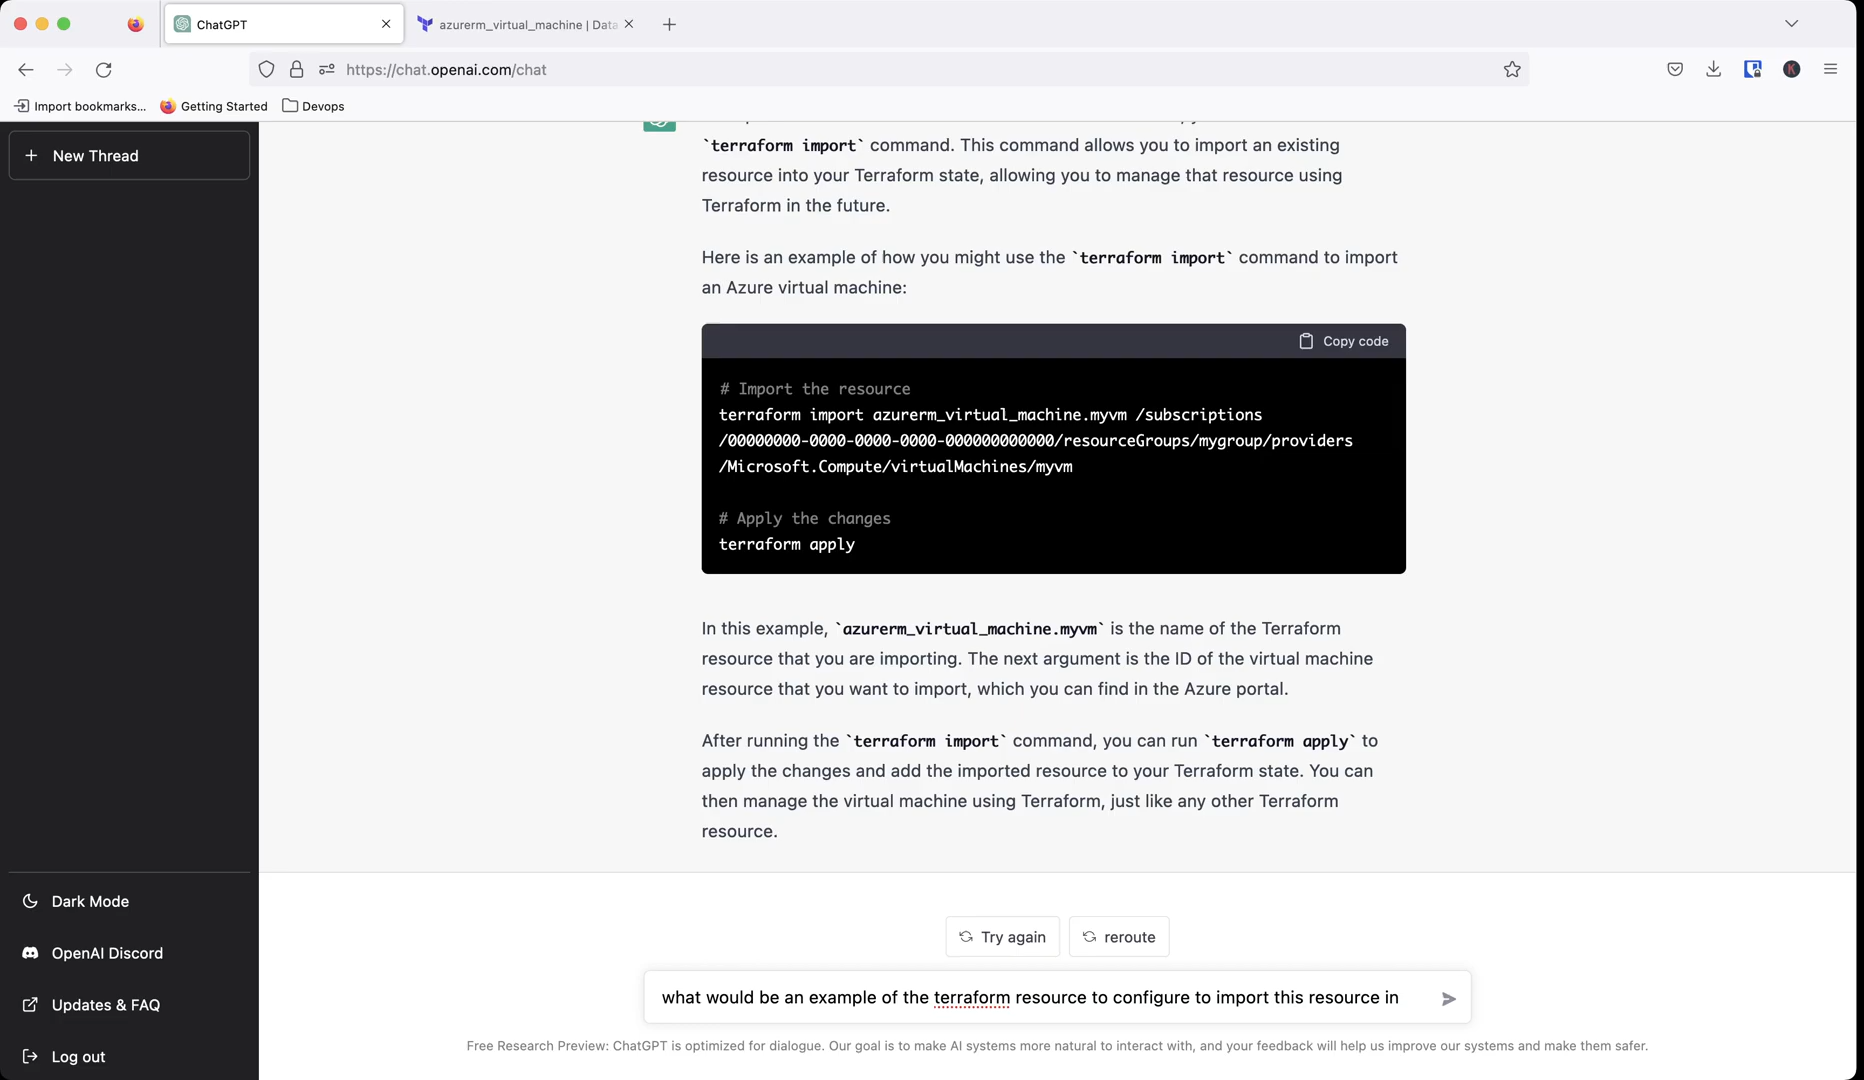 ChatGPT
azurerm_virtual_machine | Data
https://chat.openai.com/chat
Import bookmarks...
Getting Started
Devops
New Thread
`terraform import` command. This command allows you to import an existing
resource into your Terraform state, allowing you to manage that resource using
Terraform in the future.
Here is an example of how you might use the `terraform import` command to import
an Azure virtual machine:
Copy code
# Import the resource
terraform import azurerm_virtual_machine.myvm /subscriptions
/00000000-0000-0000-0000-000000000000/resourceGroups/mygroup/providers
/Microsoft.Compute/virtualMachines/myvm
# Apply the changes
terraform apply
In this example, `azurerm_virtual_machine.myvm` is the name of the Terraform
resource that you are importing. The next argument is the ID of the virtual machine
resource that you want to import, which you can find in the Azure portal.
After running the `terraform import` command, you can run `terraform apply` to
apply the changes and add the imported resource to your Terraform state. You can
then manage the virtual machine using Terraform, just like any other Terraform
resource.
Dark Mode
OpenAI Discord
Updates & FAQ
Log out
Try again
reroute
what would be an example of the terraform resource to configure to import this resource in
Free Research Preview: ChatGPT is optimized for dialogue. Our goal is to make AI systems more natural to interact with, and your feedback will help us improve our systems and make them safer.